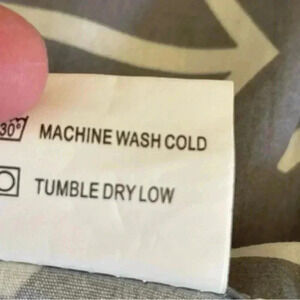 30° MACHINE WASH COLD
TUMBLE DRY LOW